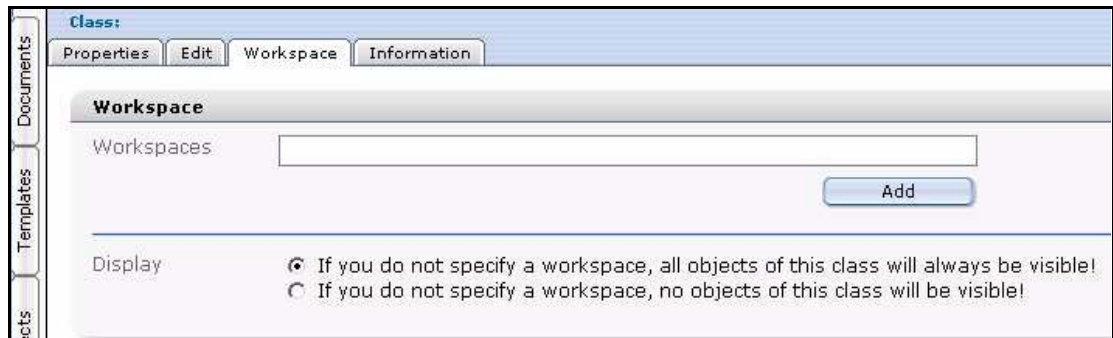 Class:
Properties Edit Workspace Information
Documents
Templates
Workspace
Workspaces
Add
Display
If you do not specify a workspace, all objects of this class will always be visible!
If you do not specify a workspace, no objects of this class will be visible!